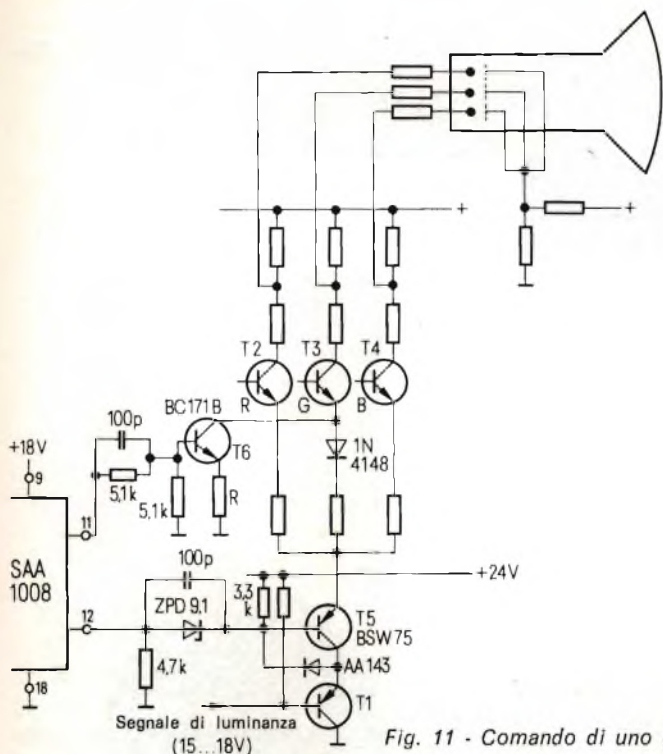 +
+
T2
T3
T4
R
G
B
BC171B
100p
T6
1N
4148
+18V
9
5,1k
5,1k
R
11
SAA
1008
12
18
100p
ZPD 9.1
4,7k
3,3
k
+24V
T5
BSW75
AA143
T1
Segnale di luminanza
(15...18V)
Fig. 11 - Comando di uno